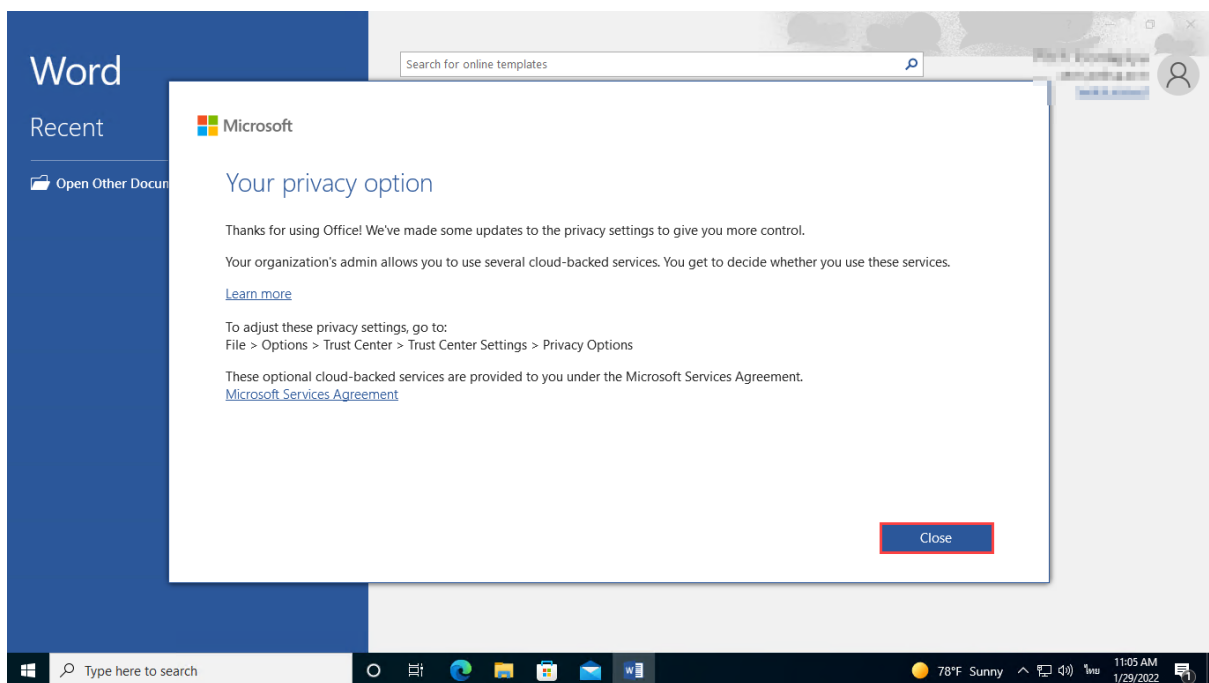 Word
Search for online templates
Recent
Open Other Docun
Microsoft
Your privacy option
Thanks for using Office! We've made some updates to the privacy settings to give you more control.
Your organization's admin allows you to use several cloud-backed services. You get to decide whether you use these services.
Learn more
To adjust these privacy settings, go to:
File > Options > Trust Center > Trust Center Settings > Privacy Options
These optional cloud-backed services are provided to you under the Microsoft Services Agreement.
Microsoft Services Agreement
Close
Type here to search
78°F Sunny
ไทย
11:05 AM
1/29/2022
1